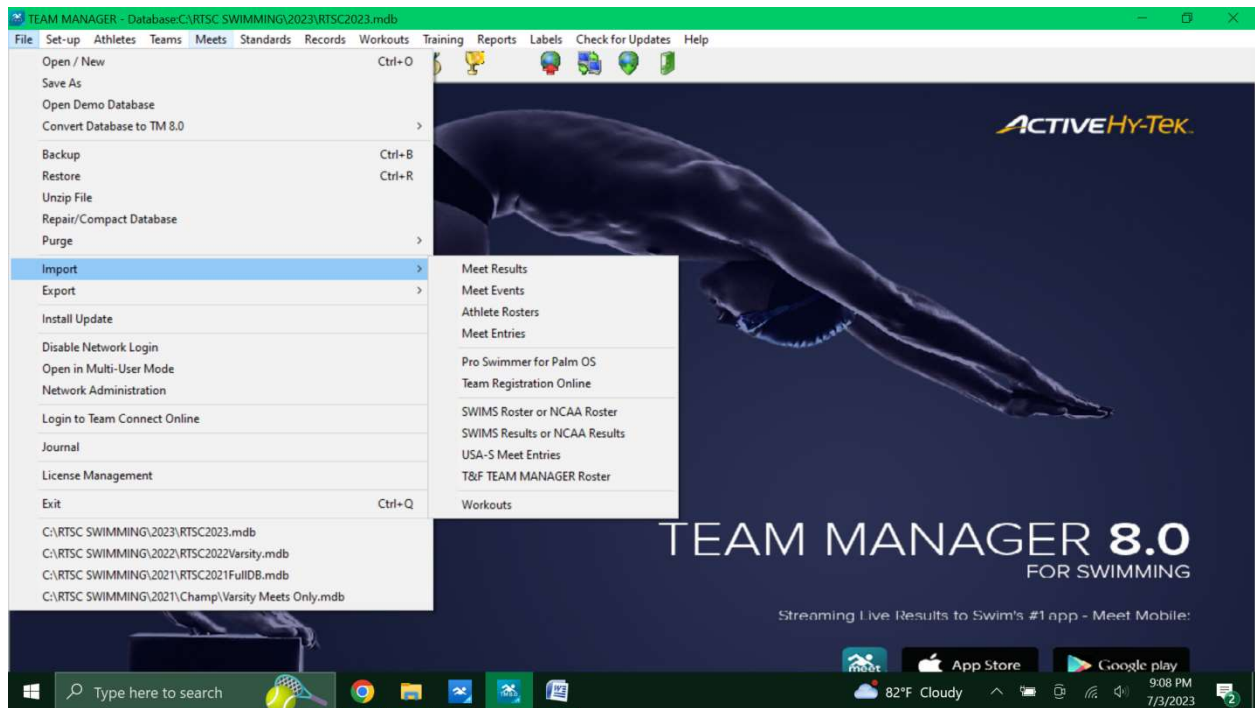 TEAM MANAGER - Database:C:\RTSC SWIMMING\2023\RTSC2023.mdb
File Set-up Athletes Teams Meets Standards Records Workouts Training Reports Labels Check for Updates Help
Open / New Ctrl+O
Save As
Open Demo Database
Convert Database to TM 8.0 >
Backup Ctrl+B
Restore Ctrl+R
Unzip File
Repair/Compact Database
Purge >
Import >
Export >
Install Update
Disable Network Login
Open in Multi-User Mode
Network Administration
Login to Team Connect Online
Journal
License Management
Exit Ctrl+Q
C:\RTSC SWIMMING\2023\RTSC2023.mdb
C:\RTSC SWIMMING\2022\RTSC2022Varsity.mdb
C:\RTSC SWIMMING\2021\RTSC2021FullDB.mdb
C:\RTSC SWIMMING\2021\Champ\Varsity Meets Only.mdb
Meet Results
Meet Events
Athlete Rosters
Meet Entries
Pro Swimmer for Palm OS
Team Registration Online
SWIMS Roster or NCAA Roster
SWIMS Results or NCAA Results
USA-S Meet Entries
T&F TEAM MANAGER Roster
Workouts
ACTIVE HY-TEK
TEAM MANAGER 8.0
FOR SWIMMING
Streaming Live Results to Swim's #1 app - Meet Mobile:
meet App Store Google play
Type here to search
82°F Cloudy
9:08 PM
7/3/2023
2